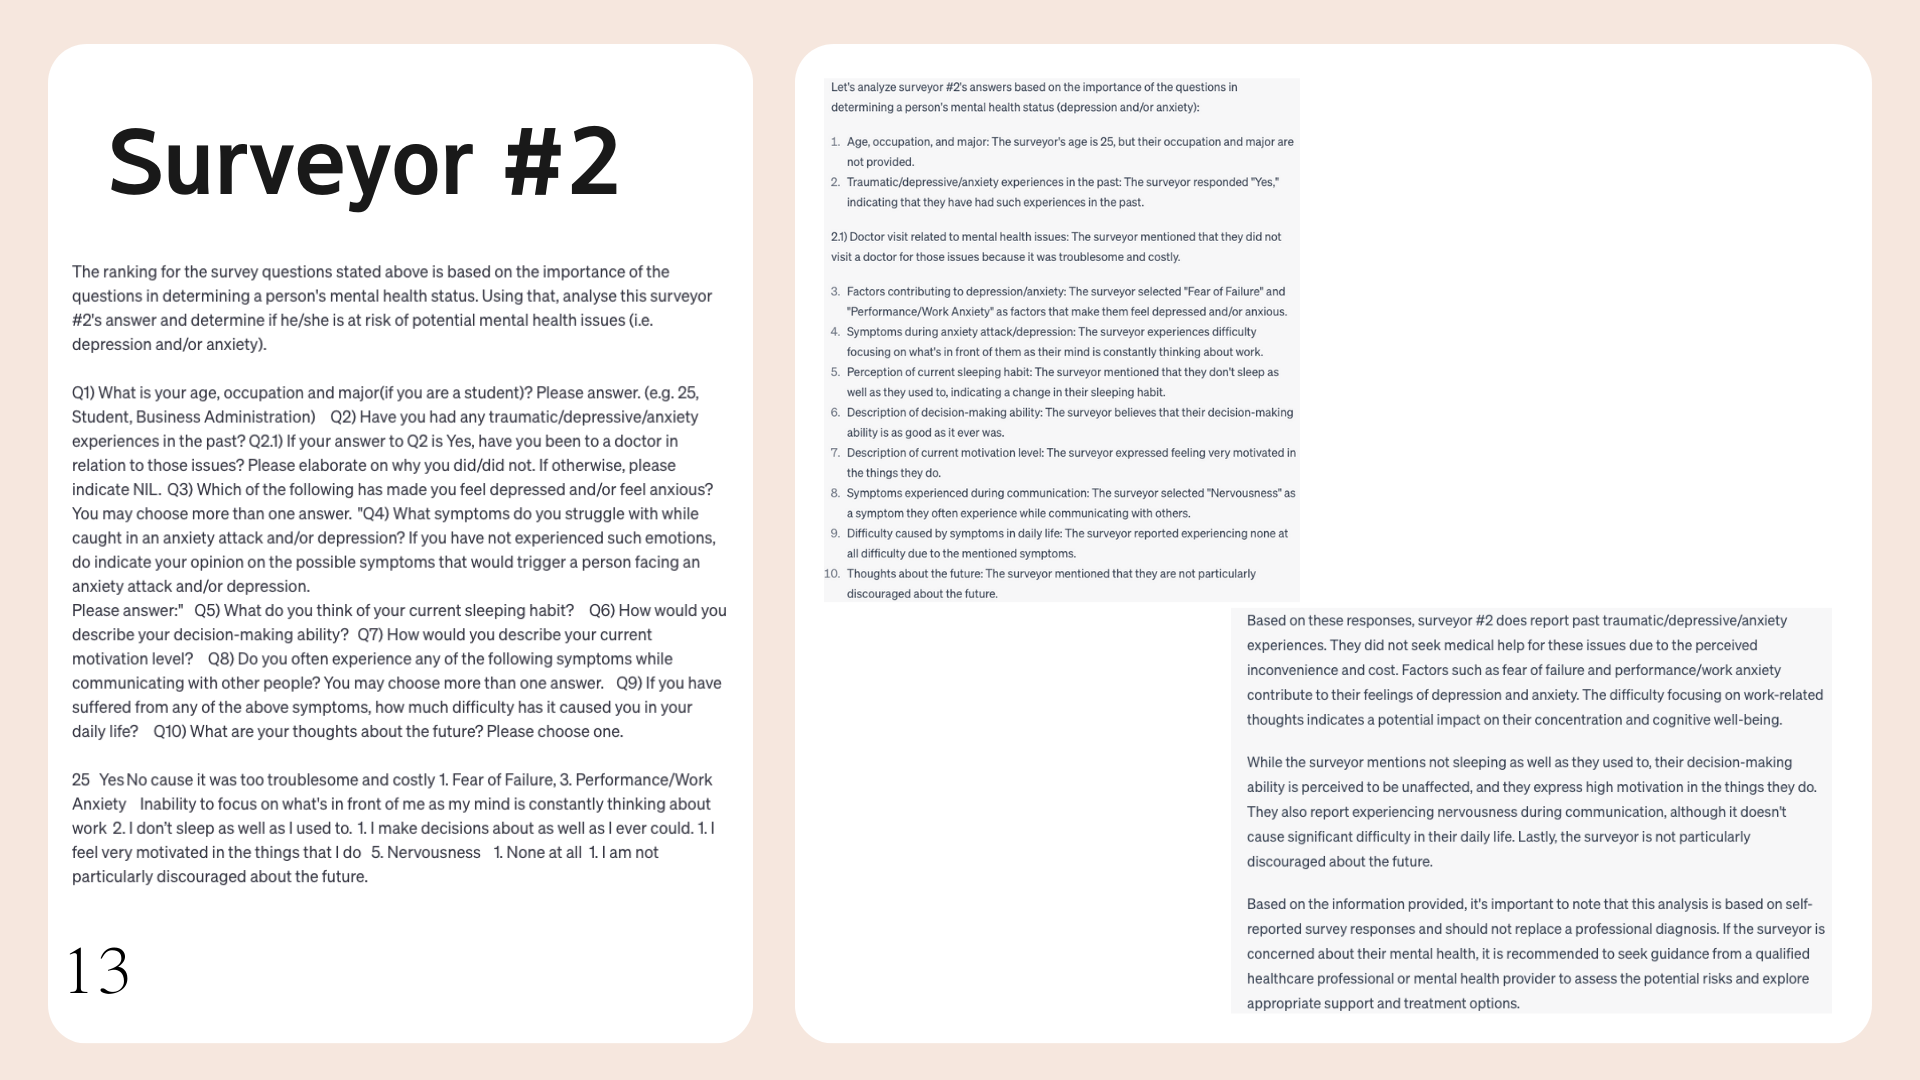 Surveyor #2
The ranking for the survey questions stated above is based on the importance of the
questions in determining a person's mental health status. Using that, analyse this surveyor
#2's answer and determine if he/she is at risk of potential mental health issues (i.e.
depression and/or anxiety).
Q1) What is your age, occupation and major(if you are a student)? Please answer. (e.g. 25,
Student, Business Administration) Q2) Have you had any traumatic/depressive/anxiety
experiences in the past? Q2.1) If your answer to Q2 is Yes, have you been to a doctor in
relation to those issues? Please elaborate on why you did/did not. If otherwise, please
indicate NIL. Q3) Which of the following has made you feel depressed and/or feel anxious?
You may choose more than one answer. "Q4) What symptoms do you struggle with while
caught in an anxiety attack and/or depression? If you have not experienced such emotions,
do indicate your opinion on the possible symptoms that would trigger a person facing an
anxiety attack and/or depression.
Please answer:" Q5) What do you think of your current sleeping habit? Q6) How would you
describe your decision-making ability? Q7) How would you describe your current
motivation level? Q8) Do you often experience any of the following symptoms while
communicating with other people? You may choose more than one answer. Q9) If you have
suffered from any of the above symptoms, how much difficulty has it caused you in your
daily life? Q10) What are your thoughts about the future? Please choose one.
25 Yes No cause it was too troublesome and costly 1. Fear of Failure, 3. Performance/Work
Anxiety Inability to focus on what's in front of me as my mind is constantly thinking about
work 2. I don't sleep as well as I used to. 1. I make decisions about as well as I ever could. 1. I
feel very motivated in the things that I do 5. Nervousness 1. None at all 1. I am not
particularly discouraged about the future.
13
Let's analyze surveyor #2's answers based on the importance of the questions in
determining a person's mental health status (depression and/or anxiety):
1. Age, occupation, and major: The surveyor's age is 25, but their occupation and major are
not provided.
2. Traumatic/depressive/anxiety experiences in the past: The surveyor responded "Yes,"
indicating that they have had such experiences in the past.
2.1) Doctor visit related to mental health issues: The surveyor mentioned that they did not
visit a doctor for those issues because it was troublesome and costly.
3. Factors contributing to depression/anxiety: The surveyor selected "Fear of Failure" and
"Performance/Work Anxiety" as factors that make them feel depressed and/or anxious.
4. Symptoms during anxiety attack/depression: The surveyor experiences difficulty
focusing on what's in front of them as their mind is constantly thinking about work.
5. Perception of current sleeping habit: The surveyor mentioned that they don't sleep as
well as they used to, indicating a change in their sleeping habit.
6. Description of decision-making ability: The surveyor believes that their decision-making
ability is as good as it ever was.
7. Description of current motivation level: The surveyor expressed feeling very motivated in
the things they do.
8. Symptoms experienced during communication: The surveyor selected "Nervousness" as
a symptom they often experience while communicating with others.
9. Difficulty caused by symptoms in daily life: The surveyor reported experiencing none at
all difficulty due to the mentioned symptoms.
10. Thoughts about the future: The surveyor mentioned that they are not particularly
discouraged about the future.
Based on these responses, surveyor #2 does report past traumatic/depressive/anxiety
experiences. They did not seek medical help for these issues due to the perceived
inconvenience and cost. Factors such as fear of failure and performance/work anxiety
contribute to their feelings of depression and anxiety. The difficulty focusing on work-related
thoughts indicates a potential impact on their concentration and cognitive well-being.
While the surveyor mentions not sleeping as well as they used to, their decision-making
ability is perceived to be unaffected, and they express high motivation in the things they do.
They also report experiencing nervousness during communication, although it doesn't
cause significant difficulty in their daily life. Lastly, the surveyor is not particularly
discouraged about the future.
Based on the information provided, it's important to note that this analysis is based on self-
reported survey responses and should not replace a professional diagnosis. If the surveyor is
concerned about their mental health, it is recommended to seek guidance from a qualified
healthcare professional or mental health provider to assess the potential risks and explore
appropriate support and treatment options.